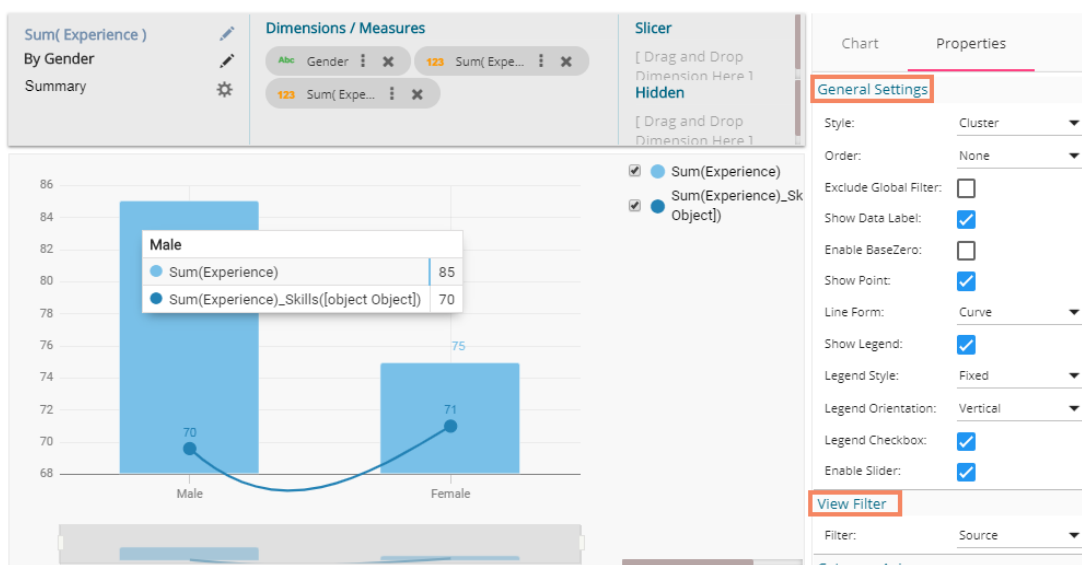 Sum( Experience )
By Gender
Summary
Dimensions / Measures
Abc Gender
123 Sum( Expe...
123 Sum( Expe...
Slicer
[ Drag and Drop
Dimension Here ]
Hidden
[ Drag and Drop
Dimension Here ]
Chart Properties
General Settings
Style: Cluster
Order: None
Exclude Global Filter:
Show Data Label:
Enable BaseZero:
Show Point:
Line Form: Curve
Show Legend:
Legend Style: Fixed
Legend Orientation: Vertical
Legend Checkbox:
Enable Slider:
View Filter
Filter: Source
Sum(Experience)
Sum(Experience)_Sk
Object])
86
84
82
80
78
76
74
72
70
68
Male
Sum(Experience) 85
Sum(Experience)_Skills([object Object]) 70
75
70
71
Male
Female